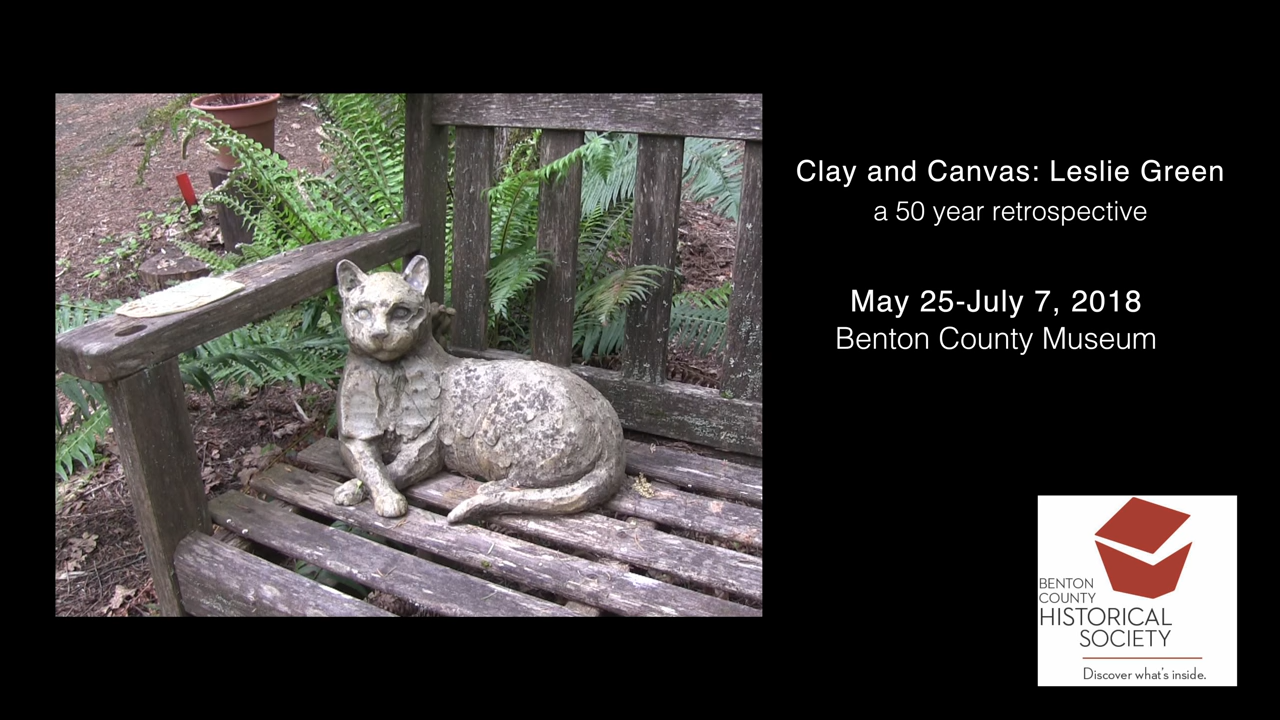 Clay and Canvas: Leslie Green
a 50 year retrospective
May 25-July 7, 2018
Benton County Museum
BENTON
COUNTY
HISTORICAL
SOCIETY
Discover what's inside.